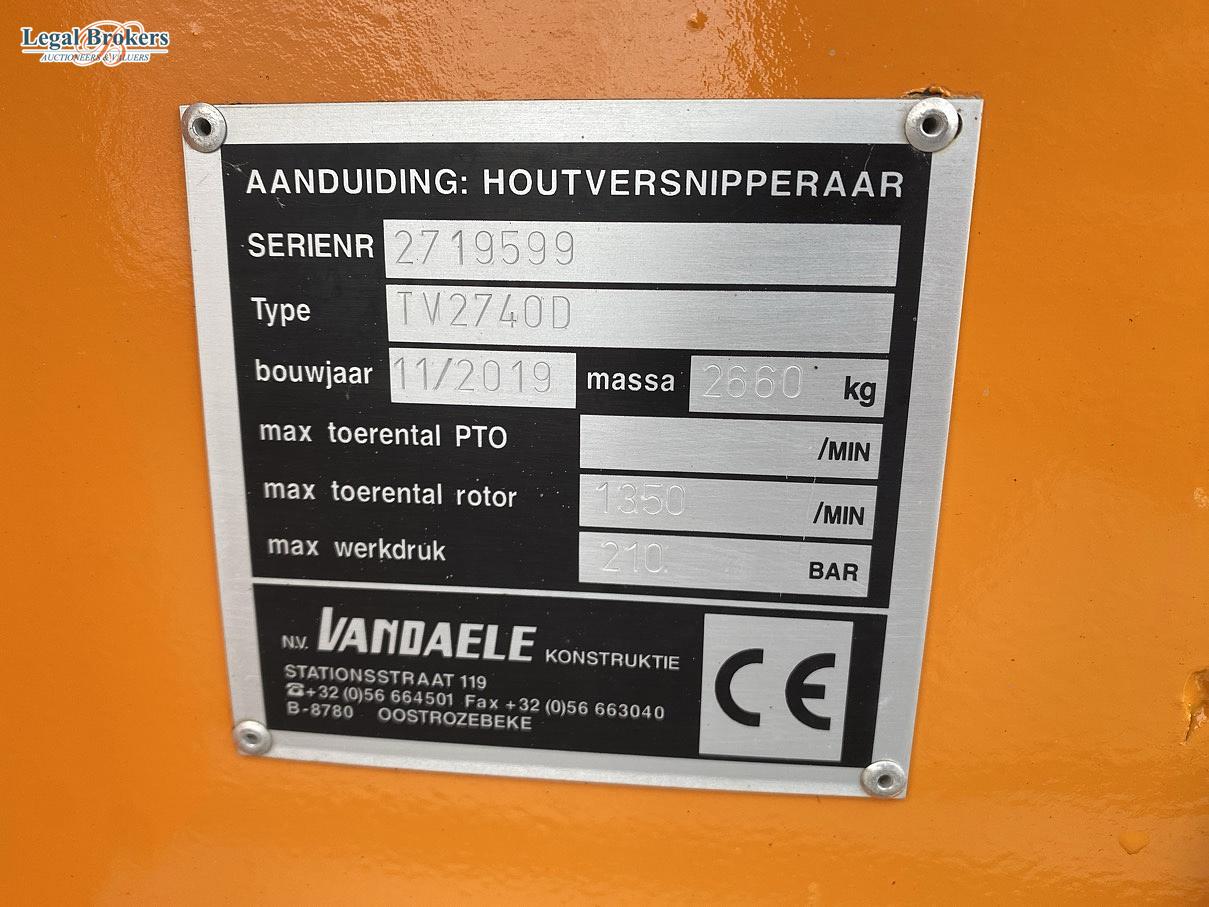 Legal Brokers
AUCTIONEERS & VALUERS
AANDUIDING: HOUTVERSNIPPERAAR
SERIENR 2719599
Type TV2740D
bouwjaar 11/2019 massa 2660 kg
max toerental PTO /MIN
max toerental rotor 1350 /MIN
max werkdruk 210 BAR
N.V. VANDAELE KONSTRUKTIE
STATIONSSTRAAT 119
☎+32 (0)56 664501 Fax +32 (0)56 663040
B-8780 OOSTROZEBEKE
CE